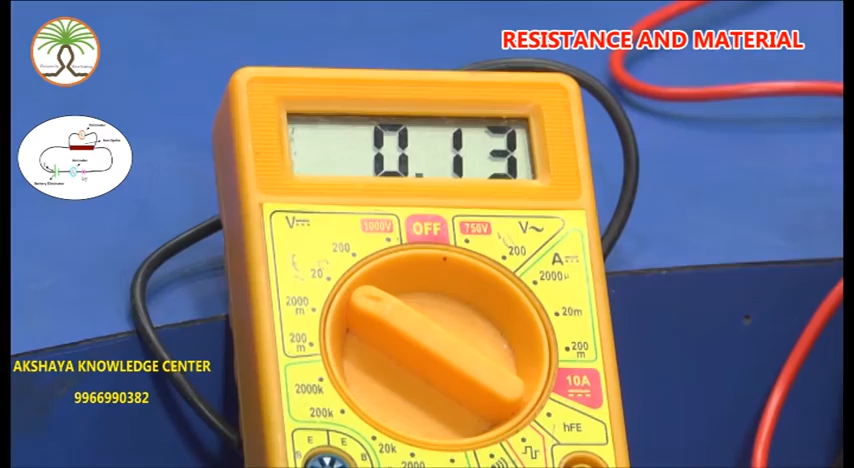 RESISTANCE AND MATERIAL
0.13
V
1000V
OFF
750V
V~
200
200
A
20
2000µ
2000
m
20m
200
m
200
m
10A
2000k
200k
hFE
20k
2000
E
E
B
AKSHAYA KNOWLEDGE CENTER
9966990382